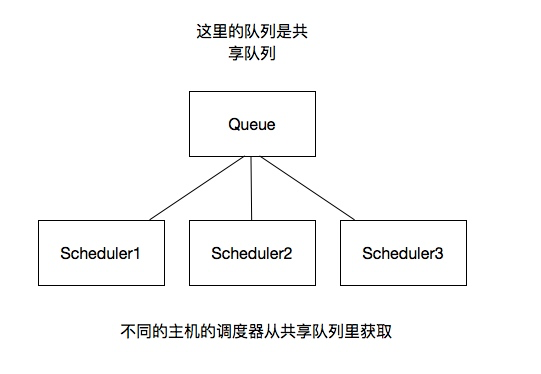 这里的队列是共
享队列
Queue
Scheduler1
Scheduler2
Scheduler3
不同的主机的调度器从共享队列里获取